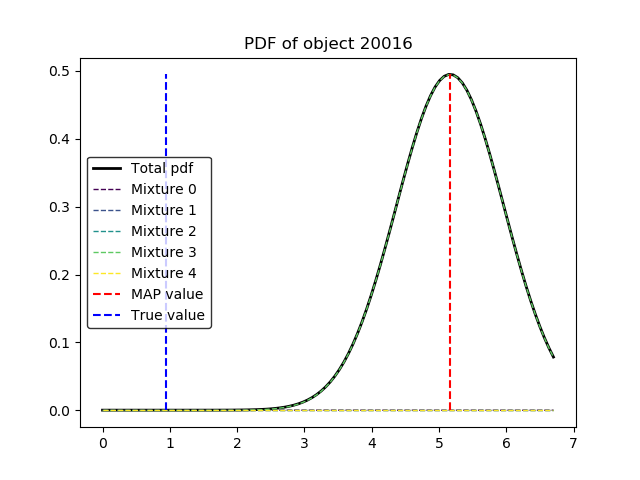 PDF of object 20016
0.5
0.4
0.3
0.2
0.1
0.0
Total pdf
Mixture 0
Mixture 1
Mixture 2
Mixture 3
Mixture 4
MAP value
True value
0 1 2 3 4 5 6 7